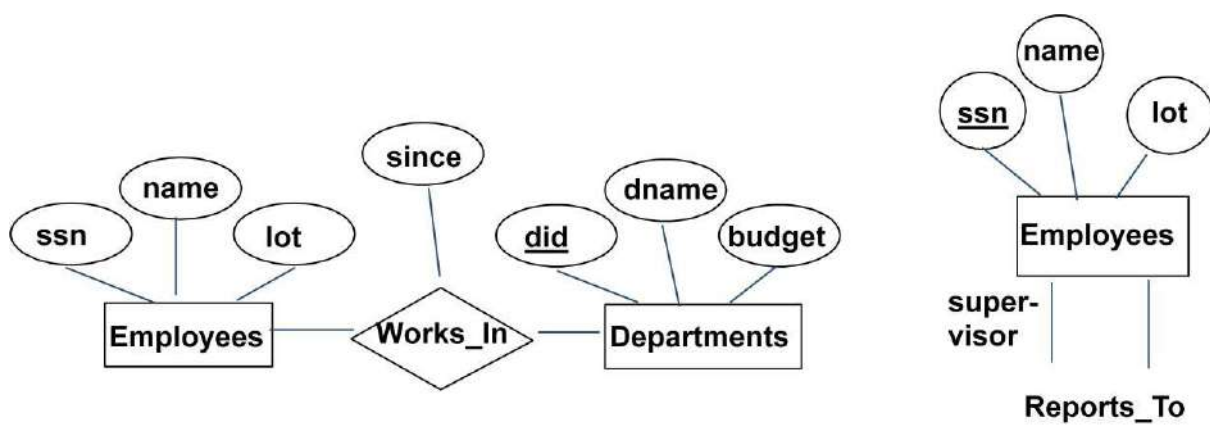 name
ssn
lot
since
name
dname
ssn
lot
did
budget
Employees
Works_In
Departments
Employees
super-
visor
Reports_To